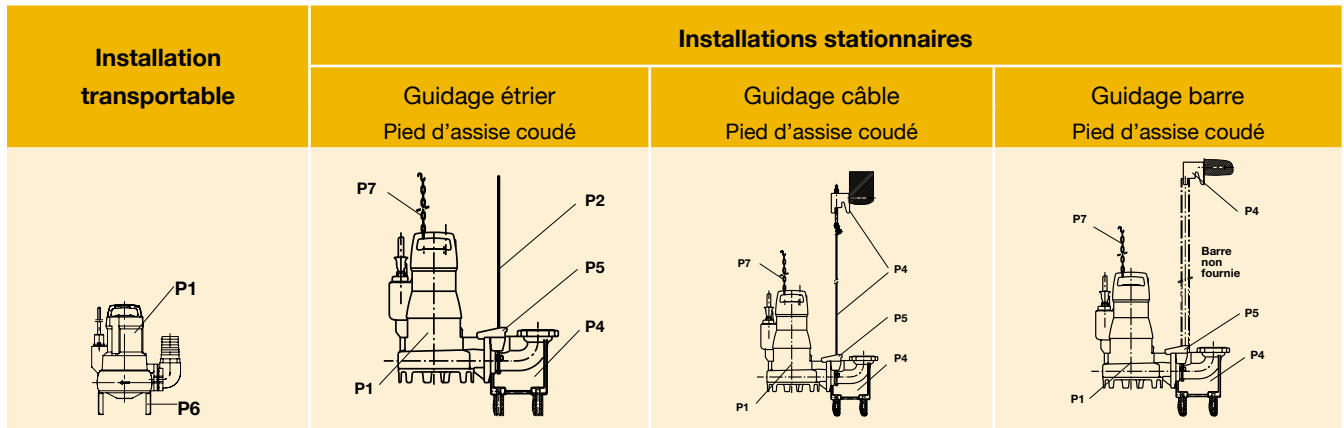 Installation
transportable
Installations stationnaires
Guidage étrier
Pied d'assise coudé
Guidage câble
Pied d'assise coudé
Guidage barre
Pied d'assise coudé
P1
P6
P7
P2
P5
P4
P1
P7
P4
P5
P4
P1
P4
P7
Barre
non
fournie
P5
P4
P1